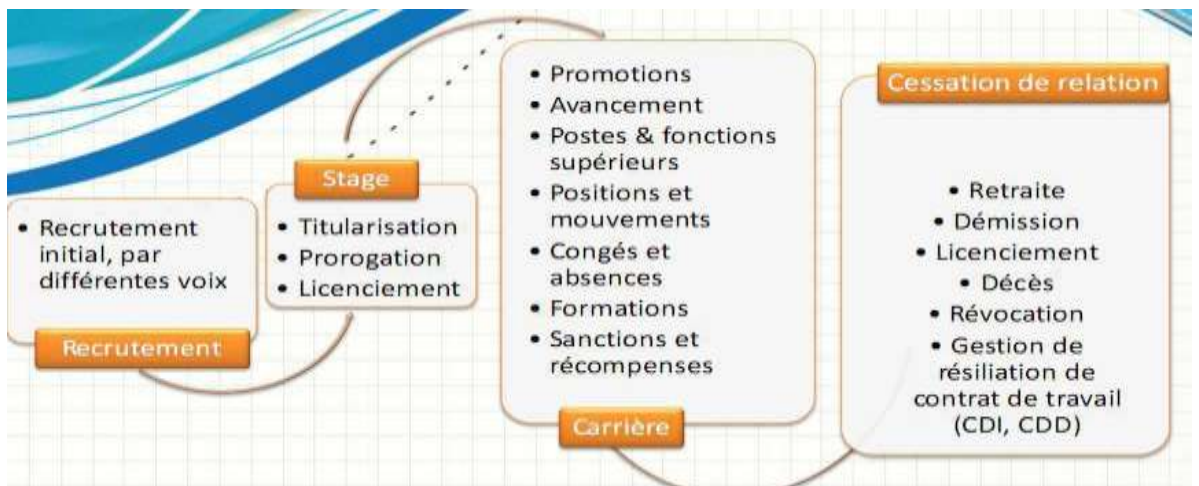 • Recrutement
initial, par
différentes voix
Recrutement
Stage
• Titularisation
• Prorogation
• Licenciement
• Promotions
• Avancement
• Postes & fonctions
supérieurs
• Positions et
mouvements
• Congés et
absences
• Formations
• Sanctions et
récompenses
Carrière
Cessation de relation
• Retraite
• Démission
• Licenciement
• Décès
• Révocation
• Gestion de
résiliation de
contrat de travail
(CDI, CDD)